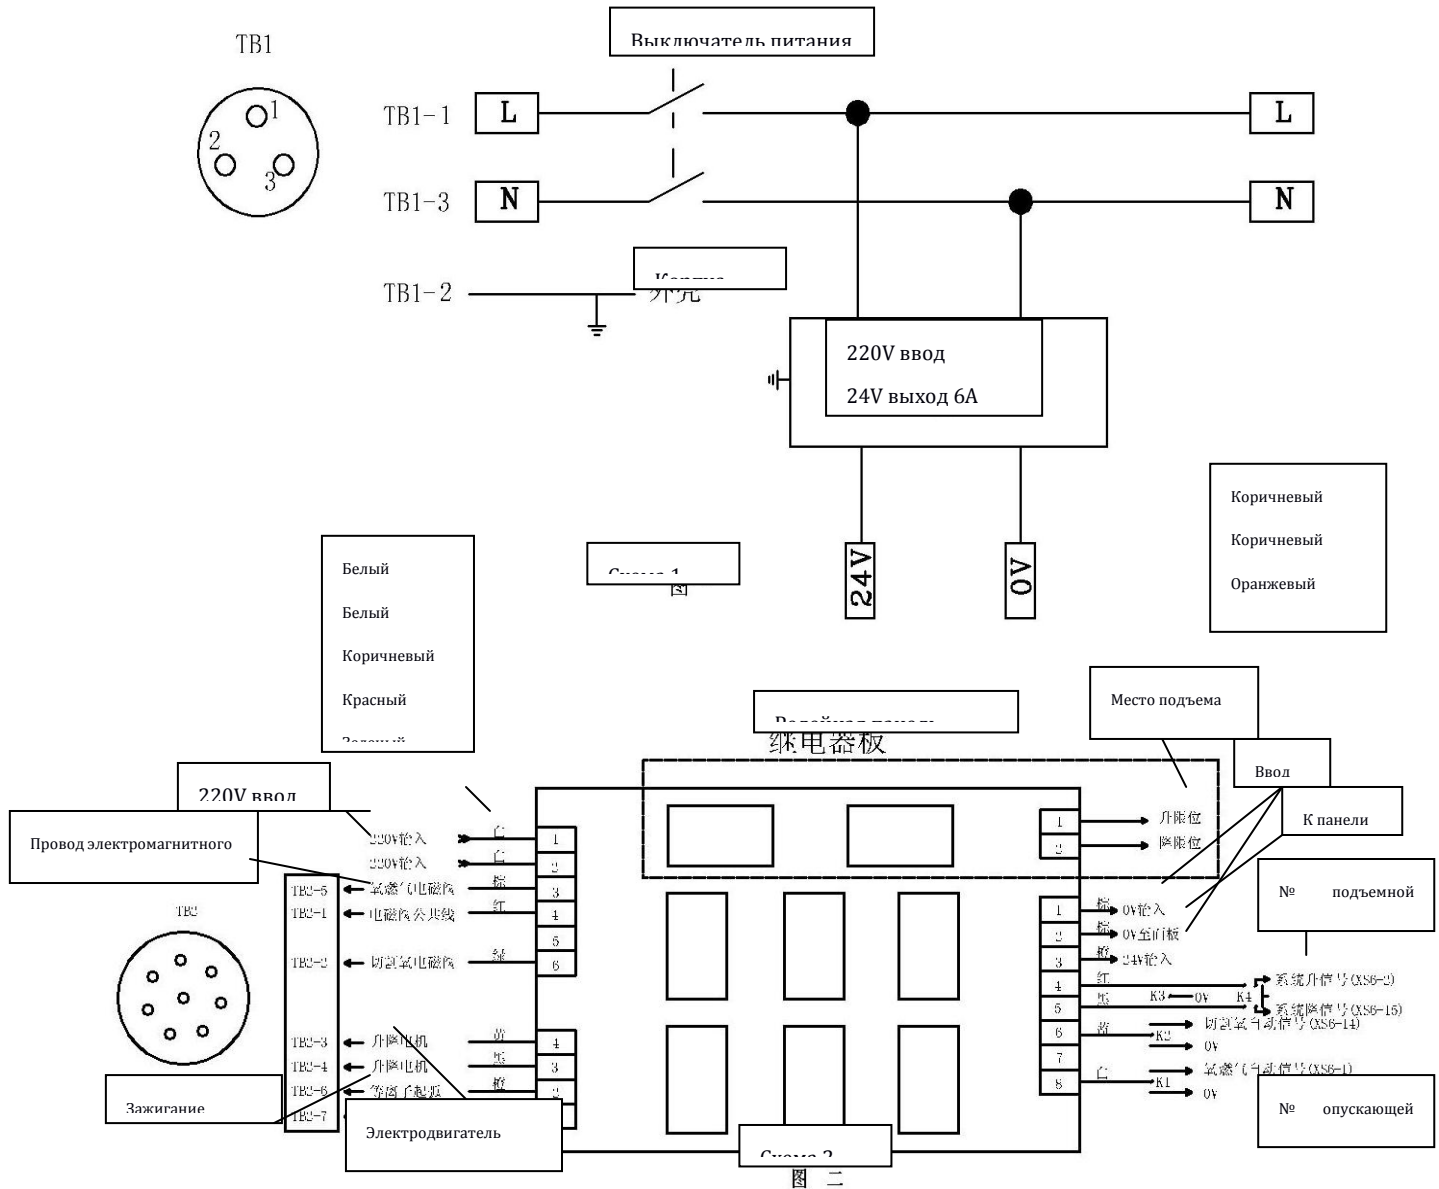 Выключатель питания
TB1
1
2
3
TB1-1
L
L
TB1-3
N
N
TB1-2
外壳
220V ввод
24V выход 6A
24V
0V
图
Коричневый
Коричневый
Оранжевый
Белый
Белый
Коричневый
Красный
Место подъема
继电器板
Ввод
К панели
220V ввод
Провод электромагнитного
220V输入
白
1
220V输入
白
2
TB2-5
氧燃气电磁阀
棕
3
TB2-1
电磁阀公共线
红
4
5
TB2-2
切割氧电磁阀
绿
6
TB2
TB2-3
升降电机
黄
4
TB2-4
升降电机
黑
3
TB2-6
等离子起弧
橙
2
TB2-7
1
升限位
2
降限位
1
棕
0V输入
2
棕
0V至面板
3
橙
24V输入
4
红
系统升信号(XS6-2)
K3
0V
K4
5
黑
系统降信号(XS6-15)
切割氧自动信号(XS6-14)
6
黄
K2
0V
7
氧燃气自动信号(XS6-1)
8
白
K1
0V
№ подъемной
№ опускающей
Зажигание
Электродвигатель
图 二